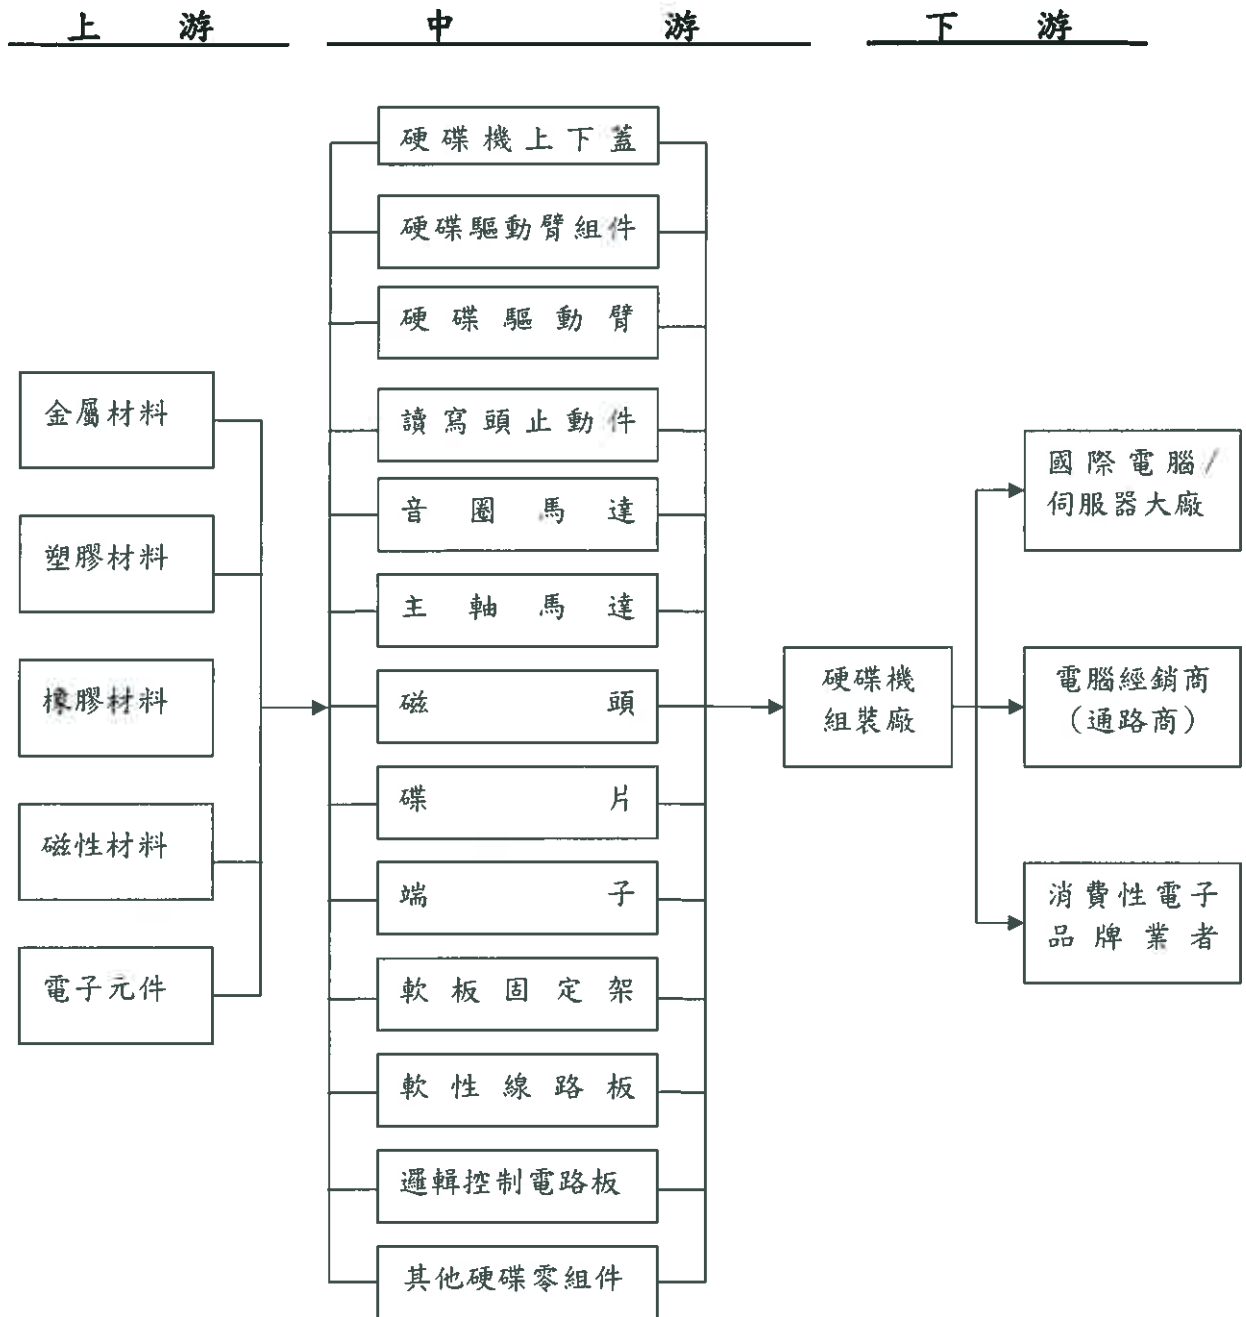 上游
中游
下游
金屬材料
塑膠材料
橡膠材料
磁性材料
電子元件
硬碟機上下蓋
硬碟驅動臂組件
硬碟驅動臂
讀寫頭止動件
音圈馬達
主軸馬達
磁頭
碟片
端子
軟板固定架
軟性線路板
邏輯控制電路板
其他硬碟零組件
硬碟機
組裝廠
國際電腦/
伺服器大廠
電腦經銷商
(通路商)
消費性電子
品牌業者